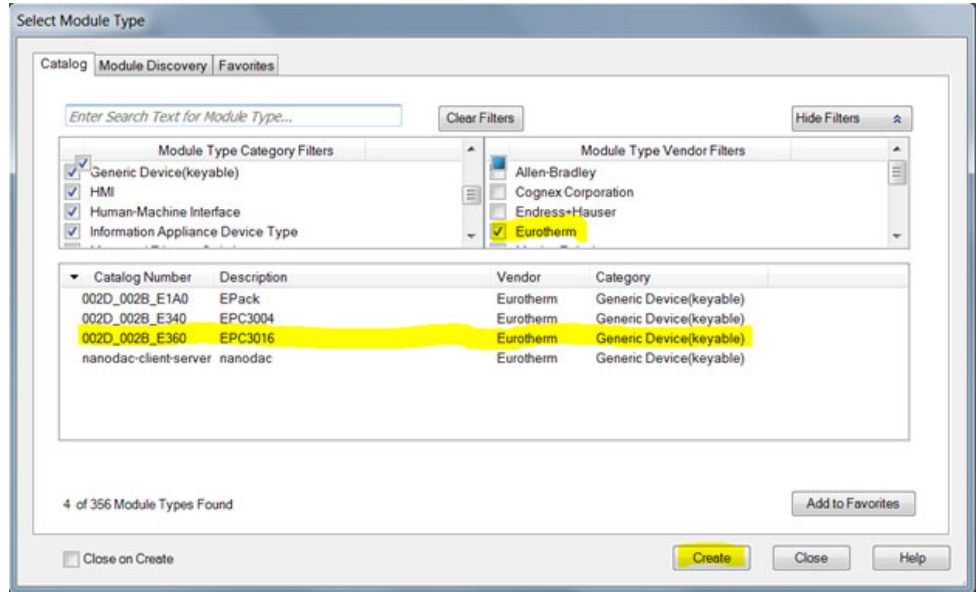 Select Module Type
Catalog Module Discovery Favorites
Enter Search Text for Module Type...
Clear Filters
Hide Filters
Module Type Category Filters
Generic Device(keyable)
HMI
Human-Machine Interface
Information Appliance Device Type
Module Type Vendor Filters
Allen-Bradley
Cognex Corporation
Endress+Hauser
Eurotherm
Catalog Number Description Vendor Category
002D_002B_E1A0 EPack Eurotherm Generic Device(keyable)
002D_002B_E340 EPC3004 Eurotherm Generic Device(keyable)
002D_002B_E360 EPC3016 Eurotherm Generic Device(keyable)
nanodac-client-server nanodac Eurotherm Generic Device(keyable)
4 of 356 Module Types Found
Add to Favorites
Close on Create
Create Close Help